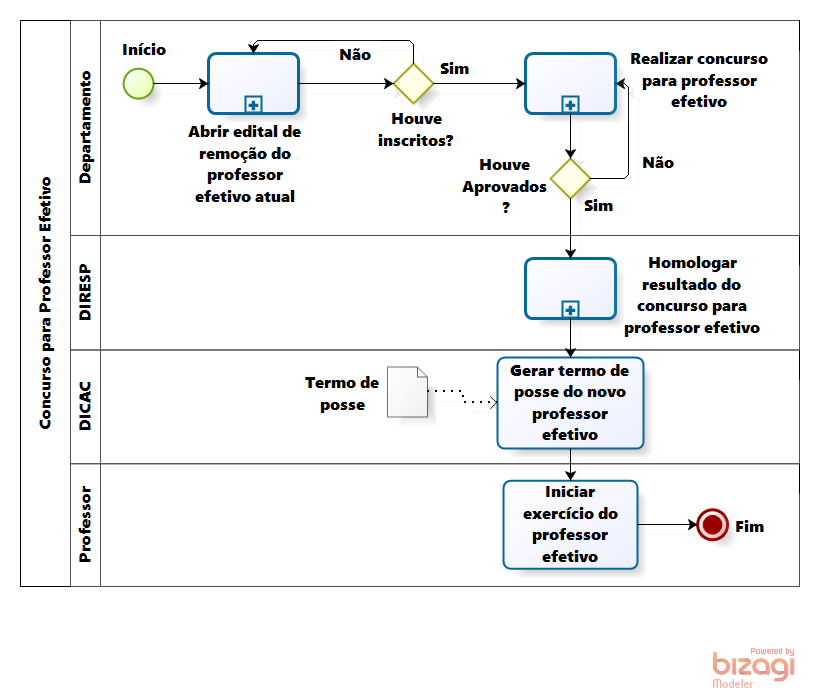 Concurso para Professor Efetivo
Departamento
Início
Abrir edital de
remoção do
professor
efetivo atual
Não
Houve
inscritos?
Sim
Realizar concurso
para professor
efetivo
Houve
Aprovados
?
Não
Sim
DIRESP
Homologar
resultado do
concurso para
professor efetivo
DICAC
Termo de
posse
Gerar termo de
posse do novo
professor
efetivo
Professor
Iniciar
exercício do
professor
efetivo
Fim
Powered by
bizagi
Modeler